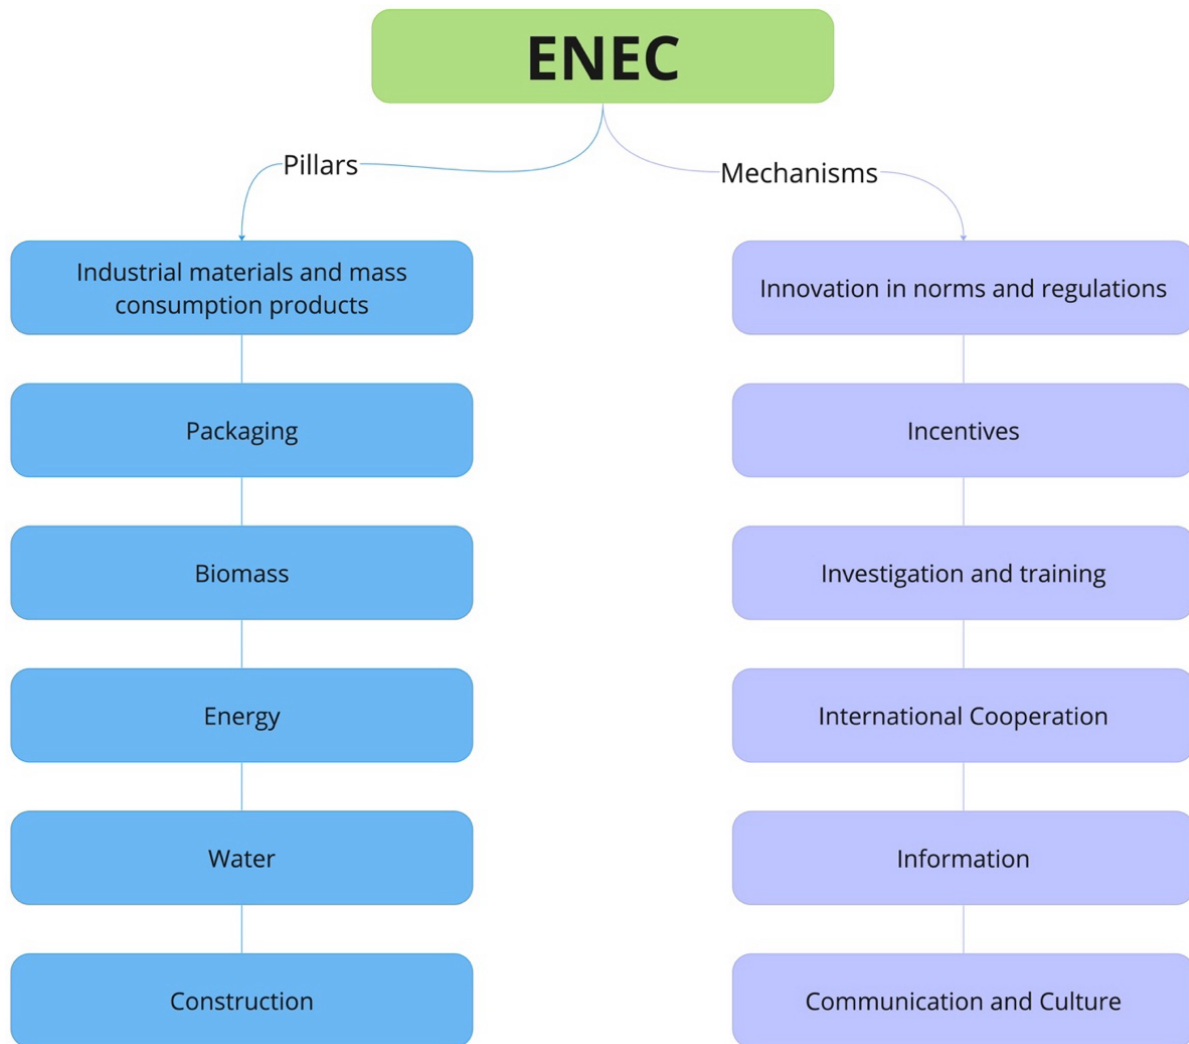 ENEC
Pillars
Mechanisms
Industrial materials and mass
consumption products
Packaging
Biomass
Energy
Water
Construction
Innovation in norms and regulations
Incentives
Investigation and training
International Cooperation
Information
Communication and Culture